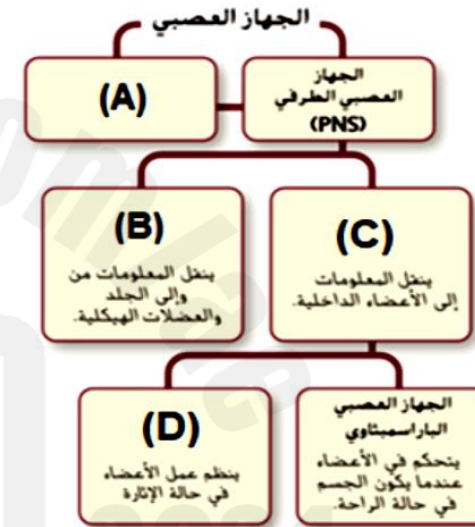 الجهاز العصبي
الجهاز
العصبي الطرفي
(PNS)
(A)
(C)
ينقل المعلومات
إلى الأعضاء الداخلية.
(B)
ينقل المعلومات من
وإلى الجلد
والعضلات الهيكلية.
الجهاز العصبي
الباراسمبثاوي
يتحكم في الأعضاء
عندما يكون الجسم
في حالة الراحة.
(D)
ينظم عمل الأعضاء
في حالة الإثارة